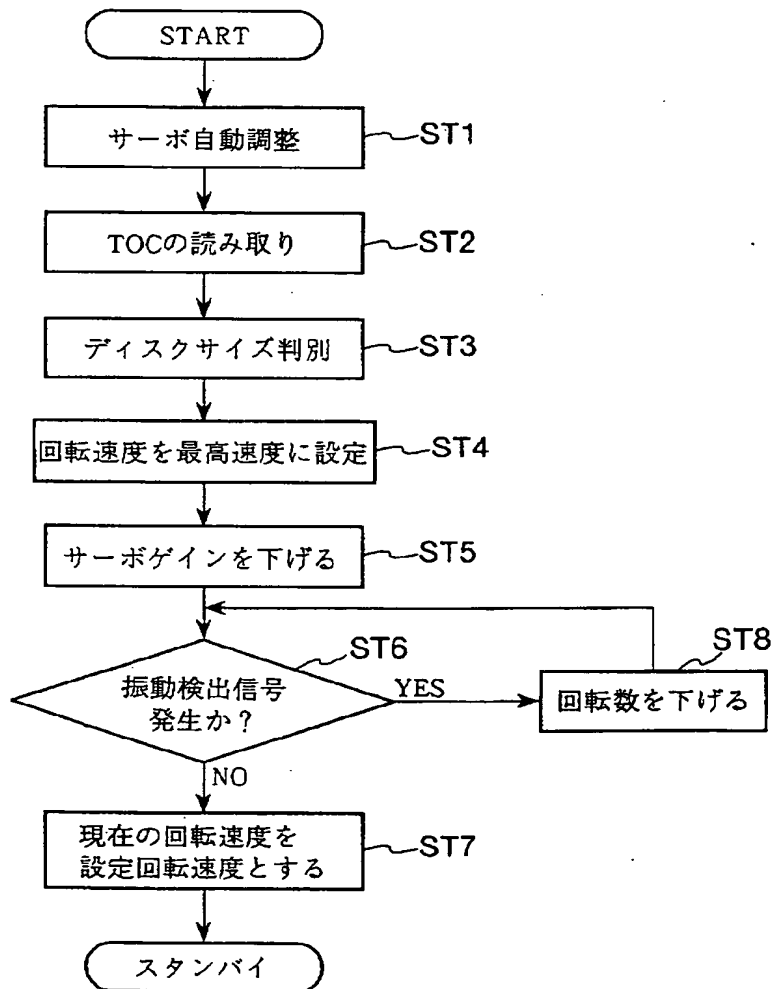 START
サーボ自動調整
ST1
TOCの読み取り
ST2
ディスクサイズ判別
ST3
回転速度を最高速度に設定
ST4
サーボゲインを下げる
ST5
ST6
振動検出信号
発生か?
YES
ST8
回転数を下げる
NO
現在の回転速度を
設定回転速度とする
ST7
スタンバイ